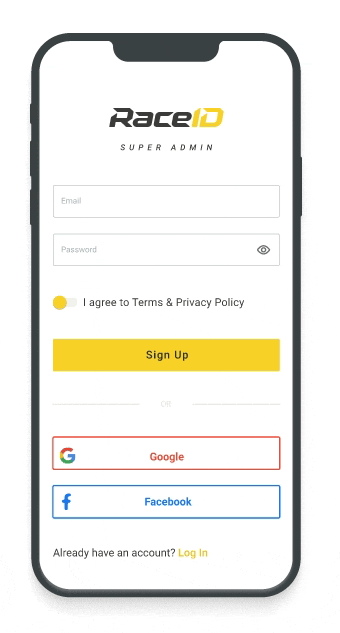 RaceID
SUPER ADMIN
Email
Password
I agree to Terms & Privacy Policy
Sign Up
OR
Google
Facebook
Already have an account? Log In